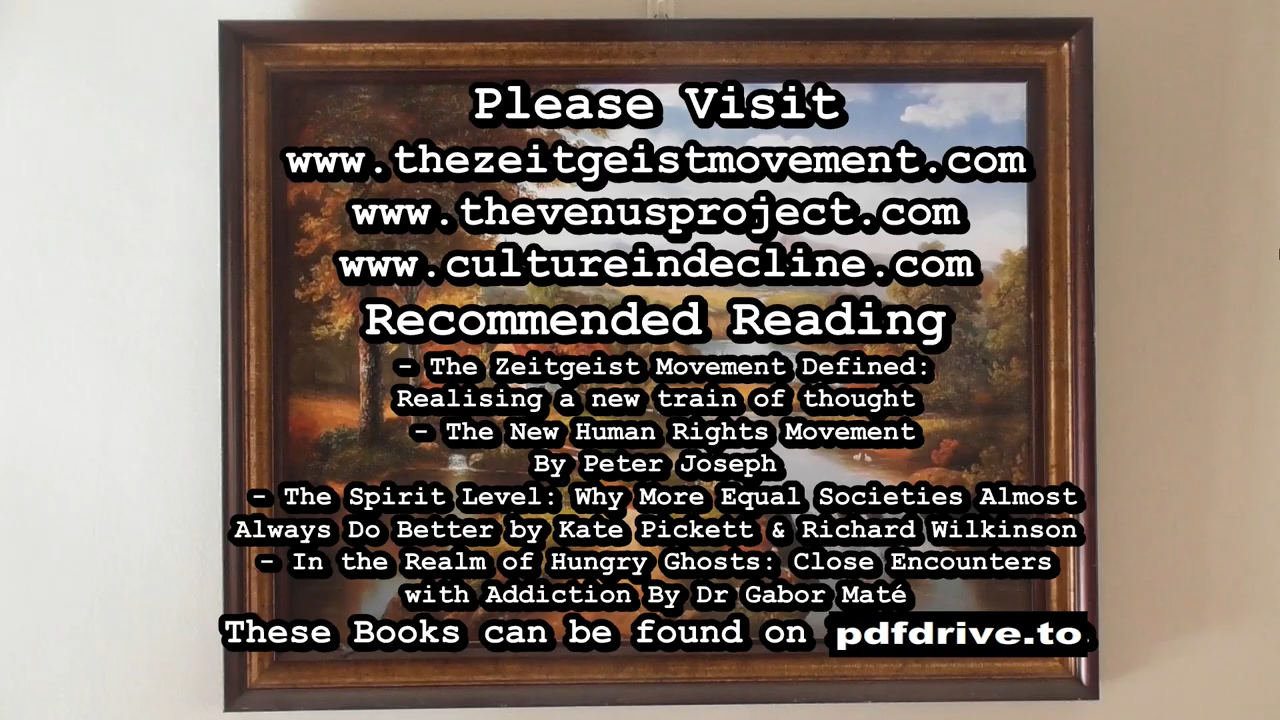 Please Visit
www.thezeitgeistmovement.com
www.thevenusproject.com
www.cultureindecline.com
Recommended Reading
- The Zeitgeist Movement Defined:
Realising a new train of thought
- The New Human Rights Movement
By Peter Joseph
- The Spirit Level: Why More Equal Societies Almost
Always Do Better by Kate Pickett & Richard Wilkinson
- In the Realm of Hungry Ghosts: Close Encounters
with Addiction By Dr Gabor Maté
These Books can be found on pdfdrive.to